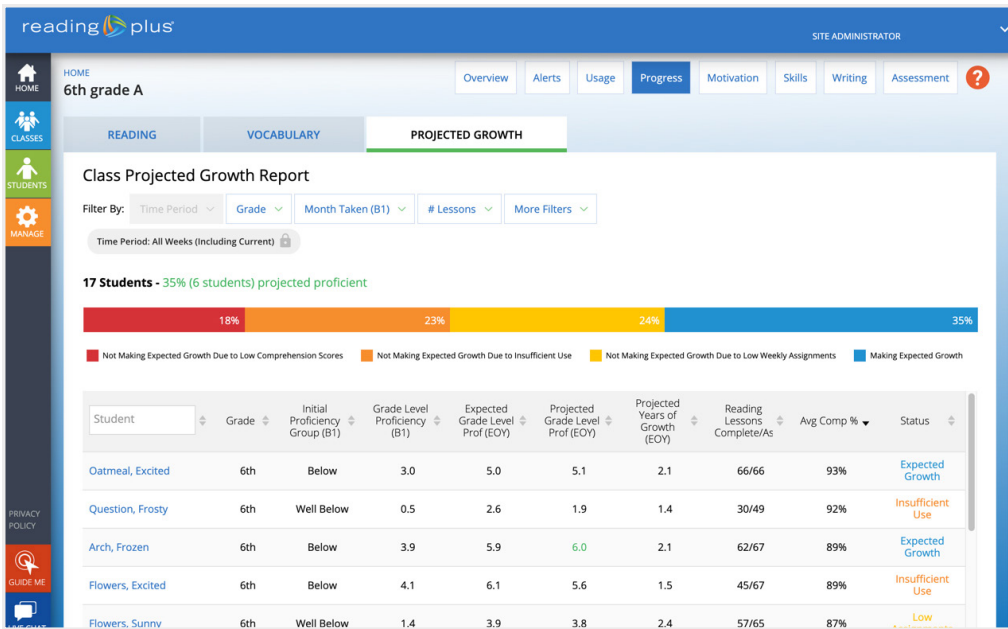 reading plus
SITE ADMINISTRATOR
HOME
HOME
6th grade A
Overview Alerts Usage Progress Motivation Skills Writing Assessment ?
CLASSES
READING VOCABULARY PROJECTED GROWTH
STUDENTS
Class Projected Growth Report
MANAGE
Filter By: Time Period Grade Month Taken (B1) # Lessons More Filters
Time Period: All Weeks (Including Current)
17 Students - 35% (6 students) projected proficient
18% 23% 24% 35%
Not Making Expected Growth Due to Low Comprehension Scores Not Making Expected Growth Due to Insufficient Use Not Making Expected Growth Due to Low Weekly Assignments Making Expected Growth
Student Grade Initial Proficiency Group (B1) Grade Level Proficiency (B1) Expected Grade Level Prof (EOY) Projected Grade Level Prof (EOY) Projected Years of Growth (EOY) Reading Lessons Complete/As Avg Comp % Status
Oatmeal, Excited 6th Below 3.0 5.0 5.1 2.1 66/66 93% Expected Growth
Question, Frosty 6th Well Below 0.5 2.6 1.9 1.4 30/49 92% Insufficient Use
Arch, Frozen 6th Below 3.9 5.9 6.0 2.1 62/67 89% Expected Growth
Flowers, Excited 6th Below 4.1 6.1 5.6 1.5 45/67 89% Insufficient Use
Flowers, Sunny 6th Well Below 1.4 3.9 3.8 2.4 57/65 87% Low
PRIVACY
POLICY
GUIDE ME
LIVE CHAT